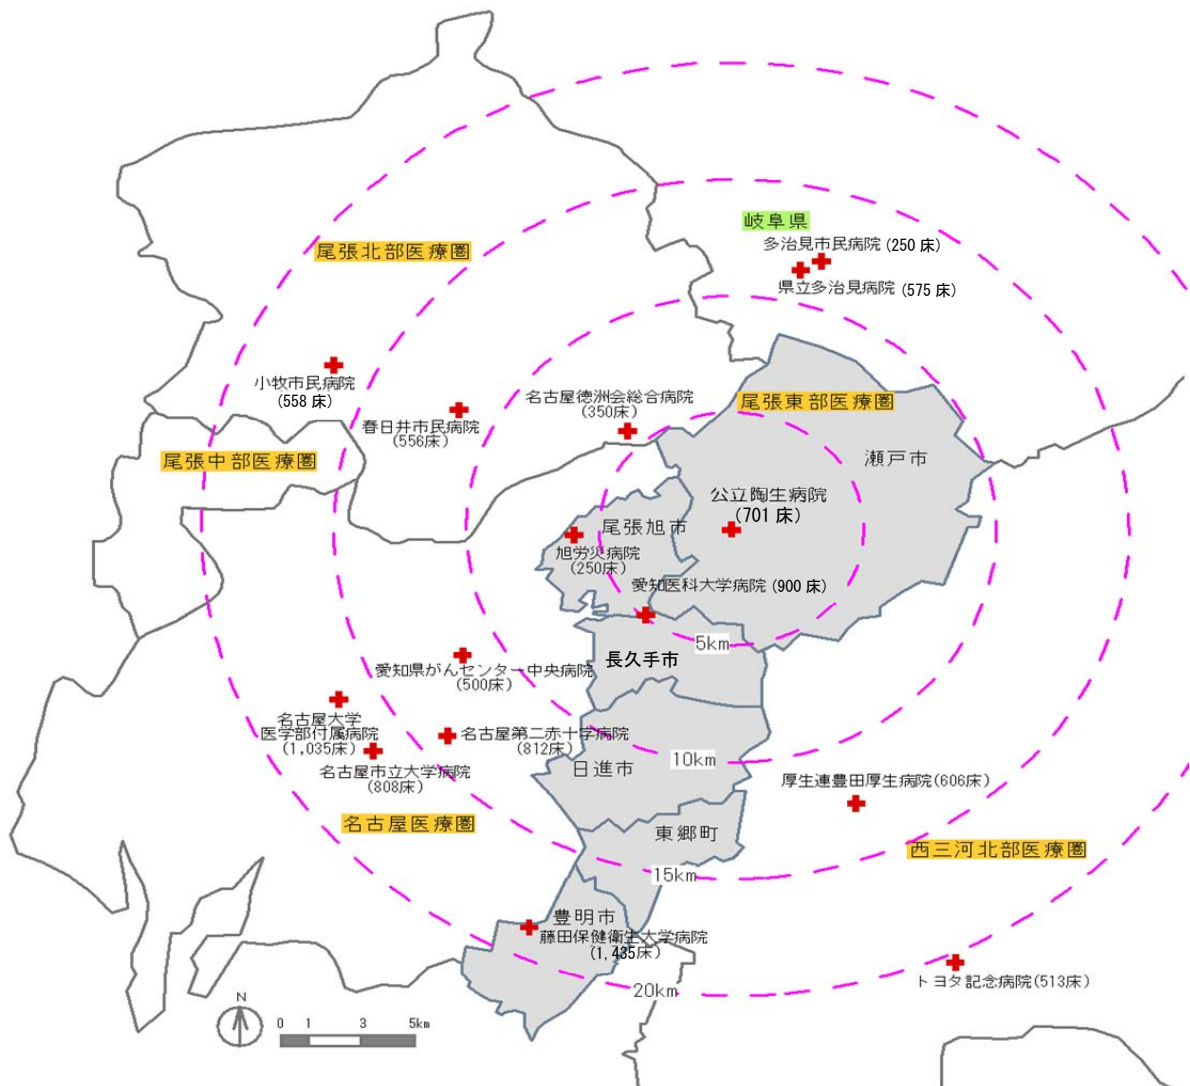 岐阜県
多治見市民病院 (250 床)
尾張北部医療圏
県立多治見病院 (575 床)
小牧市民病院
(558 床)
名古屋徳洲会総合病院
(350床)
尾張東部医療圏
春日井市民病院
(556床)
尾張中部医療圏
瀬戸市
公立陶生病院
(701 床)
尾張旭市
旭労災病院
(250床)
愛知医科大学病院 (900 床)
5km
長久手市
愛知県がんセンター中央病院
(500床)
名古屋大学
医学部付属病院
(1,035床)
名古屋第二赤十字病院
(812床)
名古屋市立大学病院
(808床)
日進市
10km
厚生連豊田厚生病院(606床)
名古屋医療圏
東郷町
西三河北部医療圏
15km
豊明市
藤田保健衛生大学病院
(1,435床)
トヨタ記念病院(513床)
20km
N
0 1 3 5km